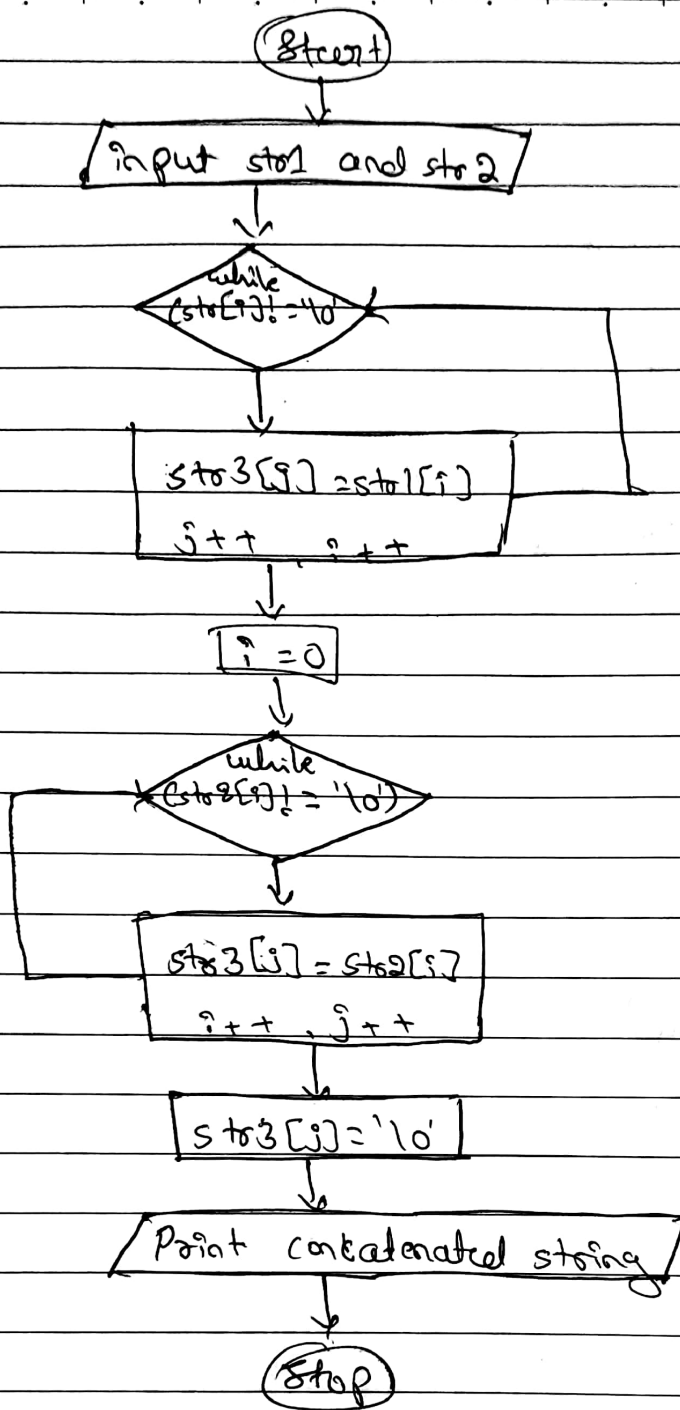 Start
input str1 and str2
while
(str[i]!='\0'
str3[j]=str1[i]
j++, i++
i=0
while
(str2[i]!='\0')
str3[j]=str2[i]
i++, j++
str3[j]='\0'
Print concatenated string
Stop